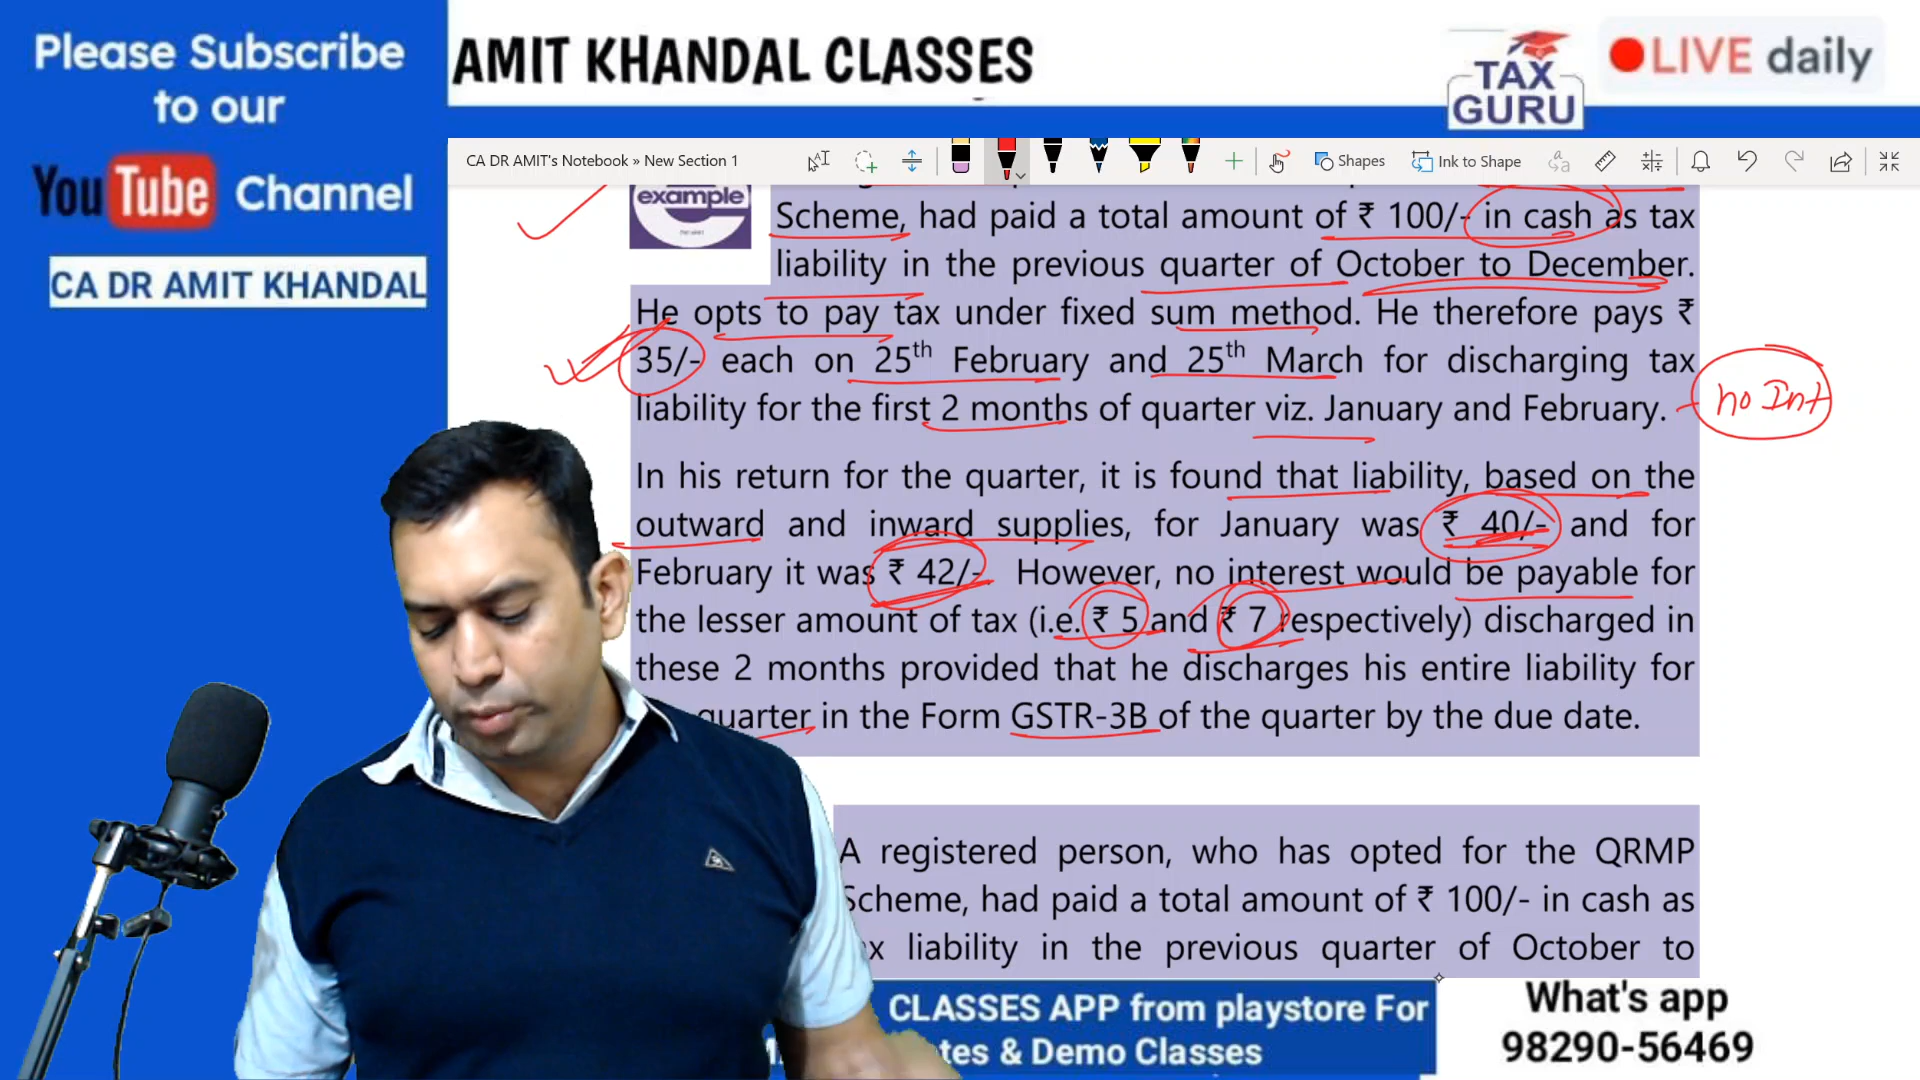 Please Subscribe
to our
You Tube Channel
CA DR AMIT KHANDAL
AMIT KHANDAL CLASSES
TAX
GURU
LIVE daily
CA DR AMIT's Notebook » New Section 1
Shapes
Ink to Shape
example
Scheme, had paid a total amount of ₹ 100/- in cash as tax
liability in the previous quarter of October to December.
He opts to pay tax under fixed sum method. He therefore pays ₹
35/- each on 25th February and 25th March for discharging tax
liability for the first 2 months of quarter viz. January and February.
no Int
In his return for the quarter, it is found that liability, based on the
outward and inward supplies, for January was ₹ 40/- and for
February it was ₹ 42/- However, no interest would be payable for
the lesser amount of tax (i.e. ₹ 5 and ₹ 7 respectively) discharged in
these 2 months provided that he discharges his entire liability for
quarter in the Form GSTR-3B of the quarter by the due date.
A registered person, who has opted for the QRMP
Scheme, had paid a total amount of ₹ 100/- in cash as
liability in the previous quarter of October to
CLASSES APP from playstore For
& Demo Classes
What's app
98290-56469